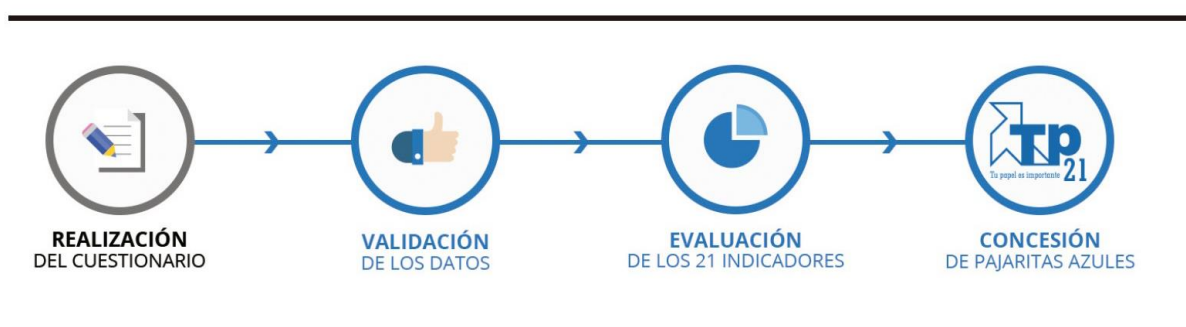 Tp
Tu papel es importante 21
REALIZACIÓN
DEL CUESTIONARIO
VALIDACIÓN
DE LOS DATOS
EVALUACIÓN
DE LOS 21 INDICADORES
CONCESIÓN
DE PAJARITAS AZULES